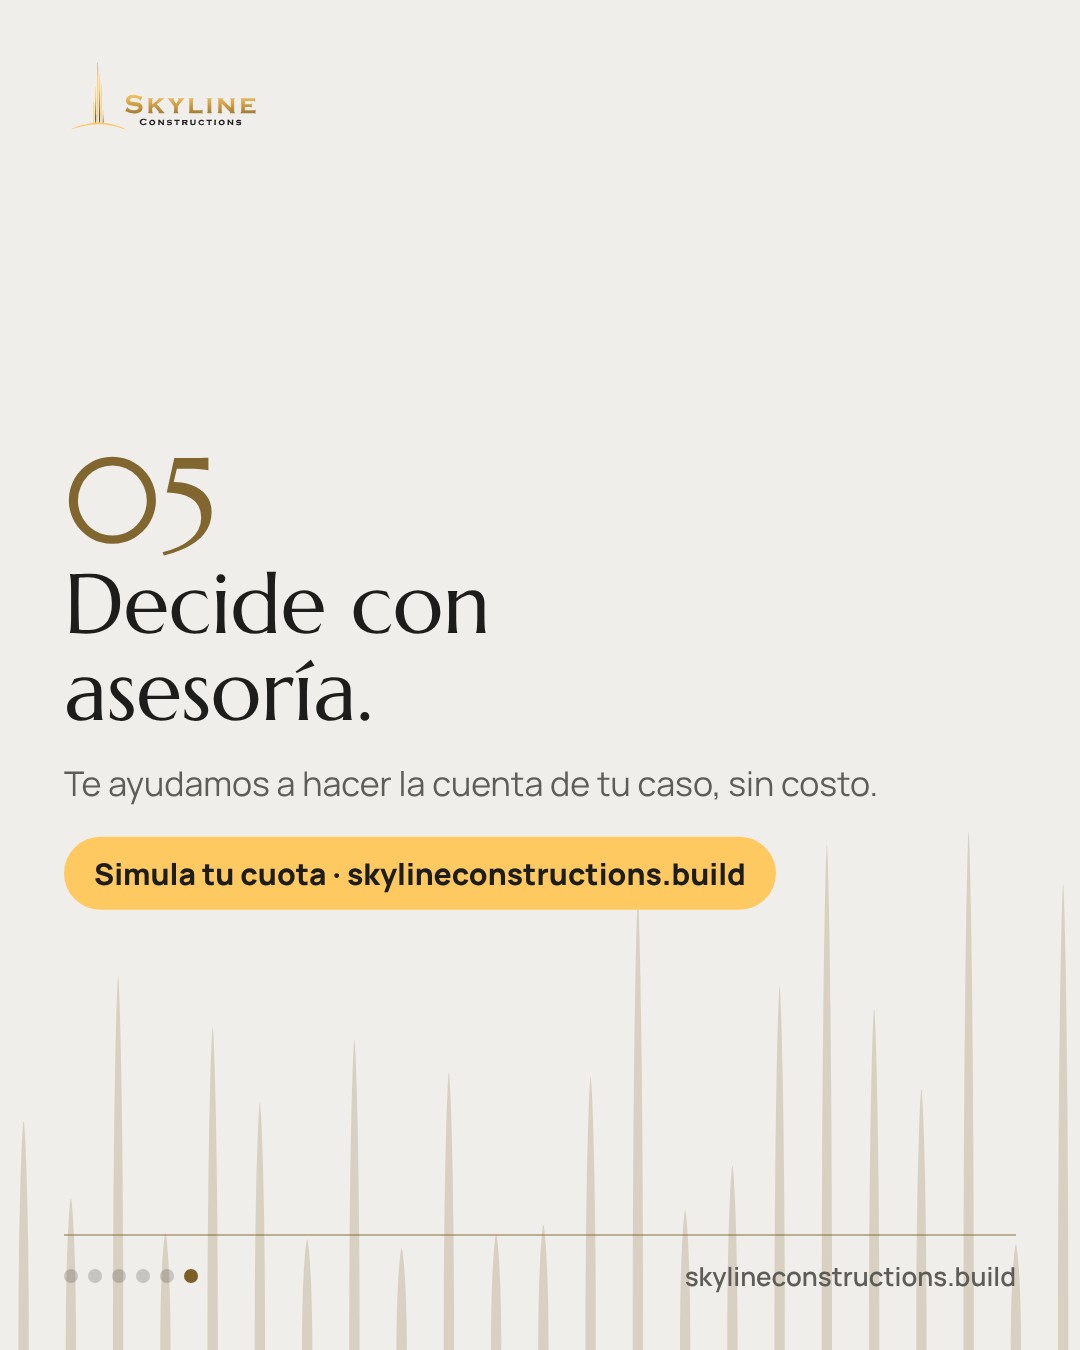 SKYLINE
CONSTRUCTIONS
05
Decide con
asesoría.
Te ayudamos a hacer la cuenta de tu caso, sin costo.
Simula tu cuota · skylineconstructions.build
skylineconstructions.build